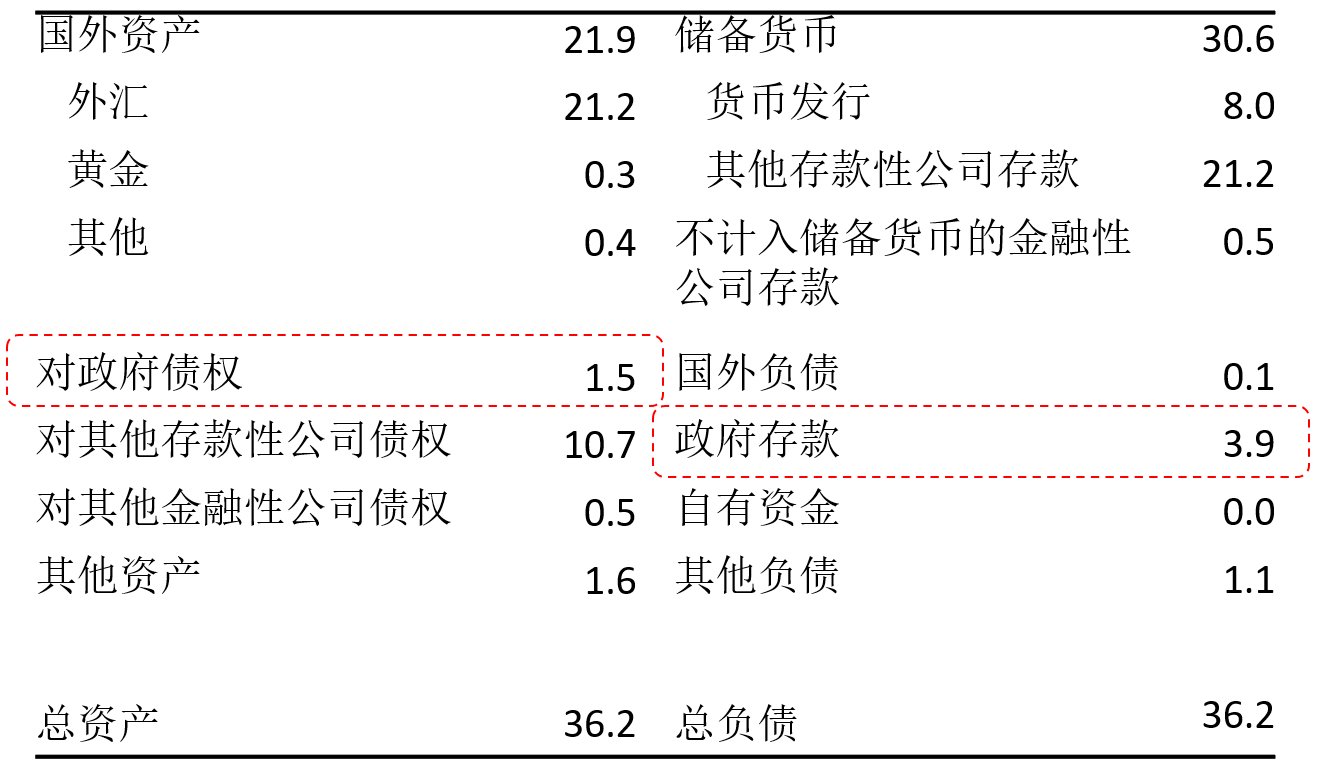 国外资产 21.9 储备货币 30.6
外汇 21.2 货币发行 8.0
黄金 0.3 其他存款性公司存款 21.2
其他 0.4 不计入储备货币的金融性 0.5
公司存款
对政府债权 1.5 国外负债 0.1
对其他存款性公司债权 10.7 政府存款 3.9
对其他金融性公司债权 0.5 自有资金 0.0
其他资产 1.6 其他负债 1.1
总资产 36.2 总负债 36.2